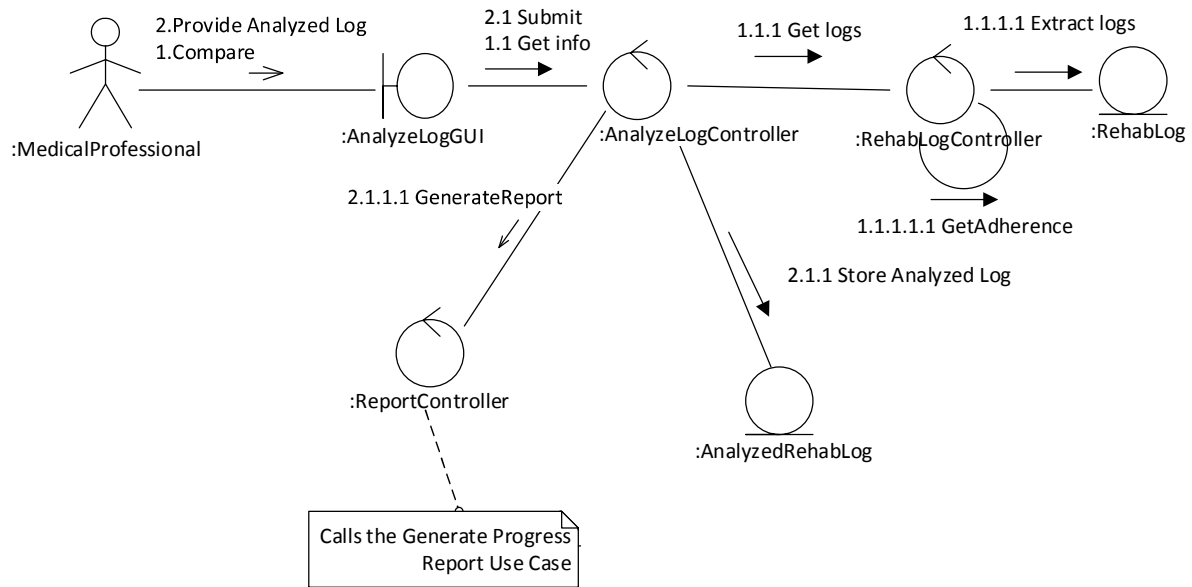 2.Provide Analyzed Log
1.Compare
2.1 Submit
1.1 Get info
1.1.1 Get logs
1.1.1.1 Extract logs
:MedicalProfessional
:AnalyzeLogGUI
:AnalyzeLogController
:RehabLogController
:RehabLog
2.1.1.1 GenerateReport
1.1.1.1.1 GetAdherence
2.1.1 Store Analyzed Log
:ReportController
:AnalyzedRehabLog
Calls the Generate Progress
Report Use Case